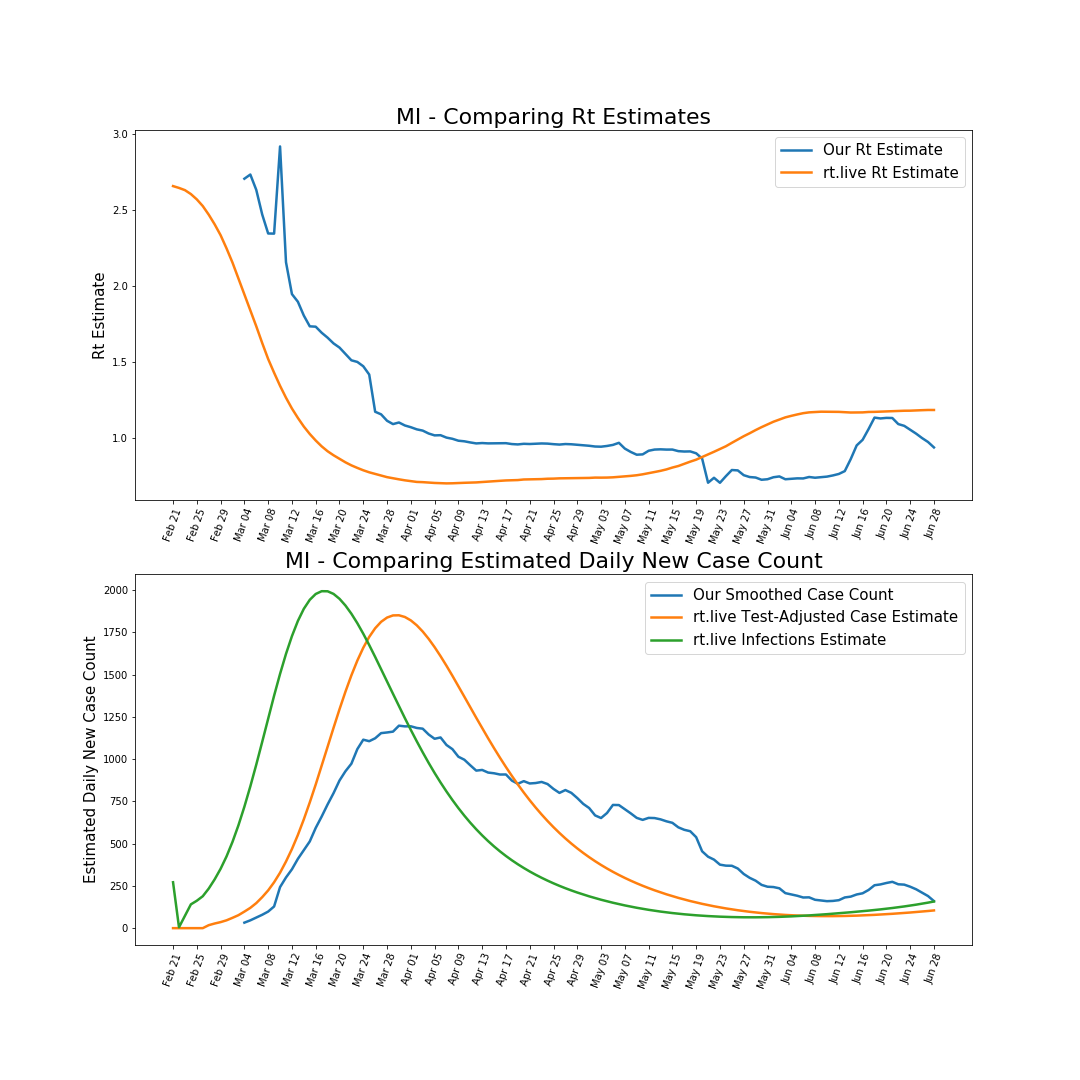 MI - Comparing Rt Estimates
Our Rt Estimate
rt.live Rt Estimate
Rt Estimate
3.0
2.5
2.0
1.5
1.0
Feb 21 Feb 25 Feb 29 Mar 04 Mar 08 Mar 12 Mar 16 Mar 20 Mar 24 Mar 28 Apr 01 Apr 05 Apr 09 Apr 13 Apr 17 Apr 21 Apr 25 Apr 29 May 03 May 07 May 11 May 15 May 19 May 23 May 27 May 31 Jun 04 Jun 08 Jun 12 Jun 16 Jun 20 Jun 24 Jun 28
MI - Comparing Estimated Daily New Case Count
Our Smoothed Case Count
rt.live Test-Adjusted Case Estimate
rt.live Infections Estimate
Estimated Daily New Case Count
2000
1750
1500
1250
1000
750
500
250
0
Feb 21 Feb 25 Feb 29 Mar 04 Mar 08 Mar 12 Mar 16 Mar 20 Mar 24 Mar 28 Apr 01 Apr 05 Apr 09 Apr 13 Apr 17 Apr 21 Apr 25 Apr 29 May 03 May 07 May 11 May 15 May 19 May 23 May 27 May 31 Jun 04 Jun 08 Jun 12 Jun 16 Jun 20 Jun 24 Jun 28